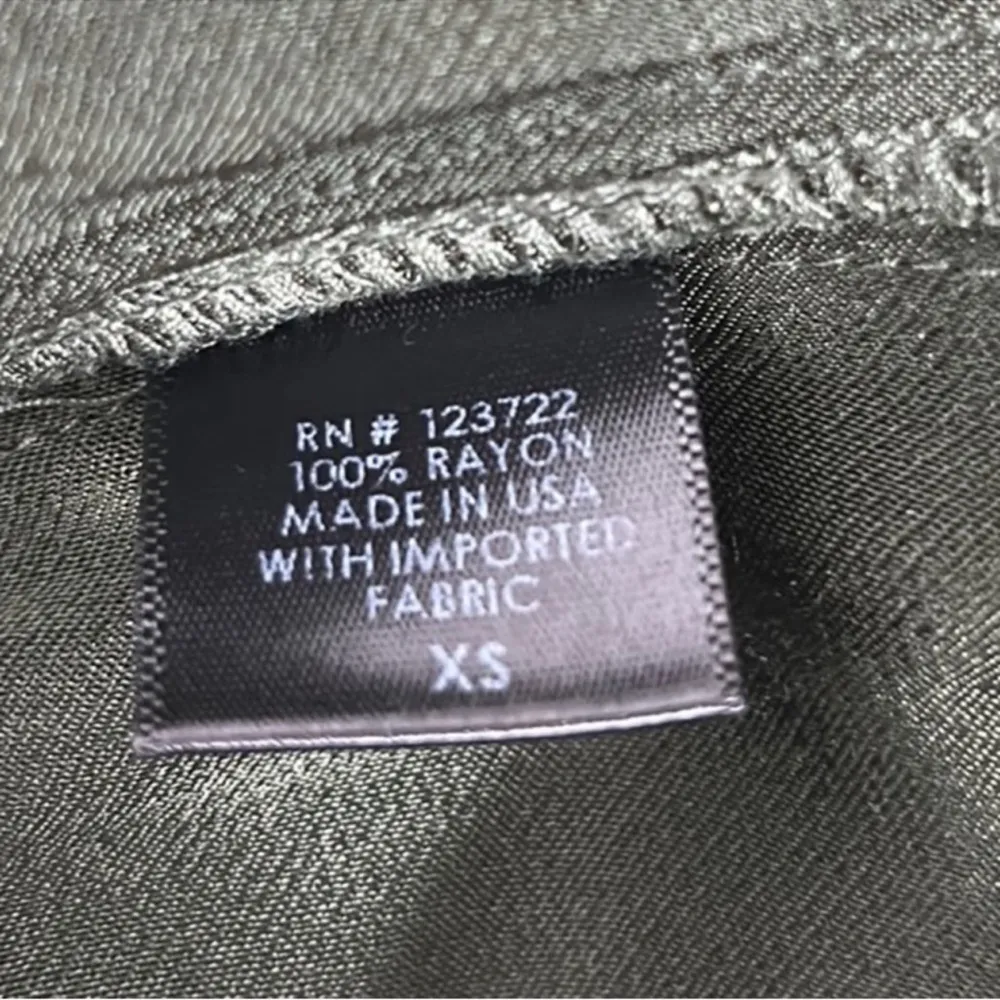 RN # 123722
100% RAYON
MADE IN USA
WITH IMPORTED
FABRIC
XS